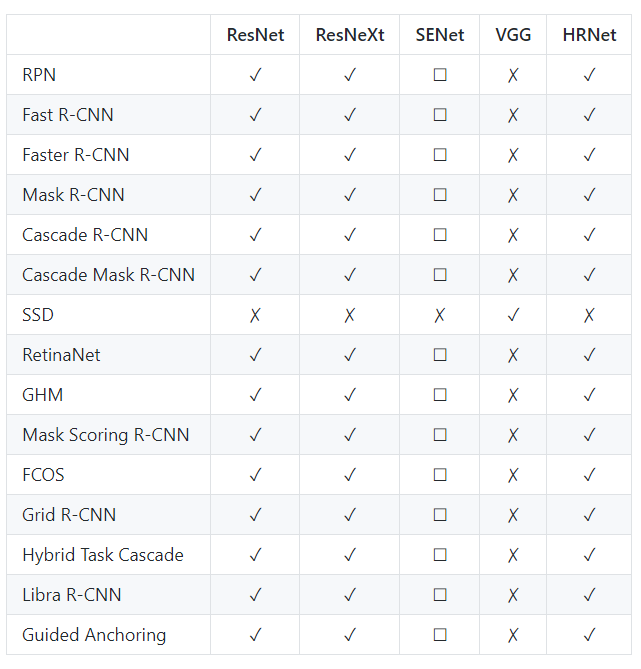 ResNet ResNeXt SENet VGG HRNet
RPN ✓ ✓ ☐ ✗ ✓
Fast R-CNN ✓ ✓ ☐ ✗ ✓
Faster R-CNN ✓ ✓ ☐ ✗ ✓
Mask R-CNN ✓ ✓ ☐ ✗ ✓
Cascade R-CNN ✓ ✓ ☐ ✗ ✓
Cascade Mask R-CNN ✓ ✓ ☐ ✗ ✓
SSD ✗ ✗ ✗ ✓ ✗
RetinaNet ✓ ✓ ☐ ✗ ✓
GHM ✓ ✓ ☐ ✗ ✓
Mask Scoring R-CNN ✓ ✓ ☐ ✗ ✓
FCOS ✓ ✓ ☐ ✗ ✓
Grid R-CNN ✓ ✓ ☐ ✗ ✓
Hybrid Task Cascade ✓ ✓ ☐ ✗ ✓
Libra R-CNN ✓ ✓ ☐ ✗ ✓
Guided Anchoring ✓ ✓ ☐ ✗ ✓